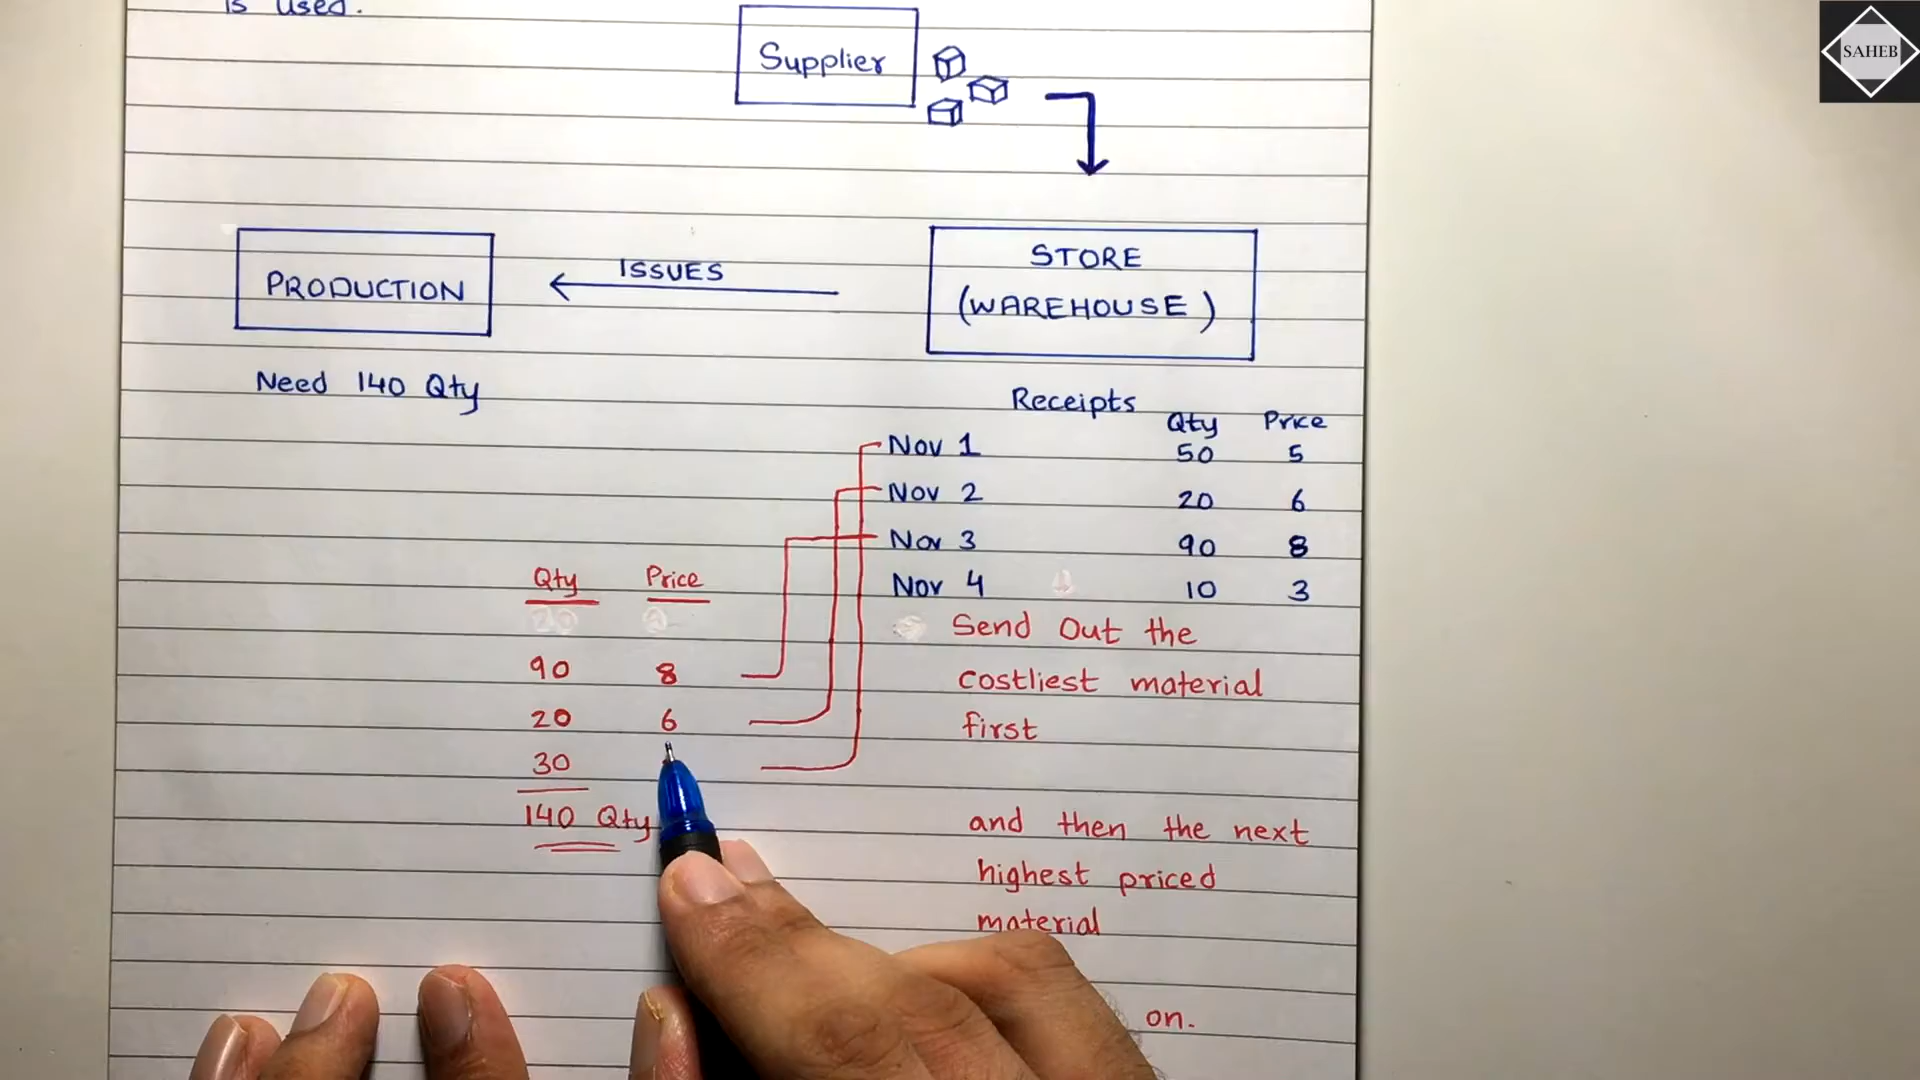 is used.
Supplier
SAHEB
PRODUCTION
ISSUES
STORE
(WAREHOUSE)
Need 140 Qty
Receipts
Qty Price
Nov 1 50 5
Nov 2 20 6
Nov 3 90 8
Nov 4 10 3
Qty Price
90 8
20 6
30
140 Qty
Send Out the
costliest material
first
and then the next
highest priced
material
on.